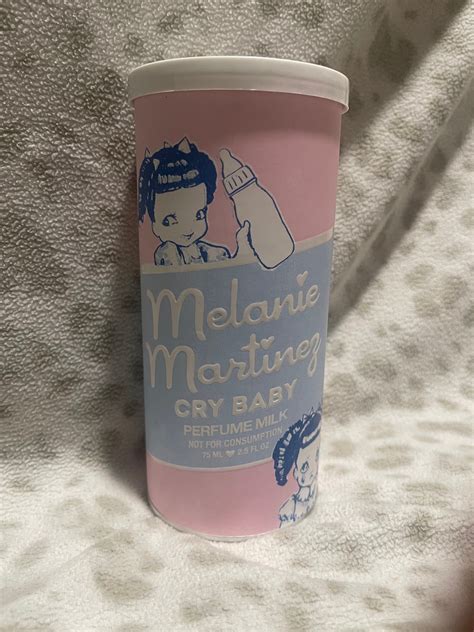 Melanie
Martinez
CRY BABY
PERFUME MILK
NOT FOR CONSUMPTION
75 ML ♥ 2.5 FL OZ